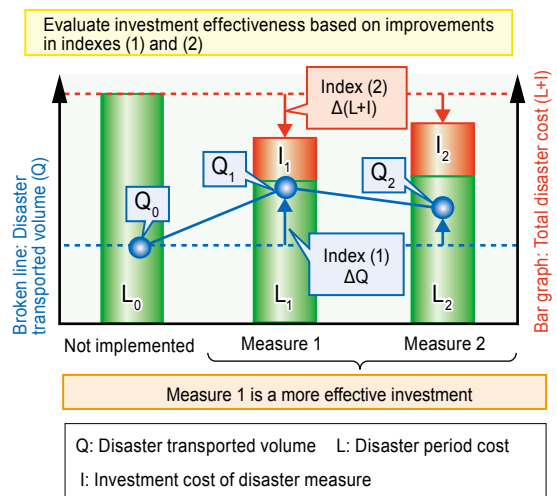 Evaluate investment effectiveness based on improvements
in indexes (1) and (2)
Broken line: Disaster
transported volume (Q)
Bar graph: Total disaster cost (L+I)
Index (2)
Δ(L+I)
I1
I2
Q1
Q2
Q0
Index (1)
ΔQ
L0
L1
L2
Not implemented
Measure 1
Measure 2
Measure 1 is a more effective investment
Q: Disaster transported volume L: Disaster period cost
I: Investment cost of disaster measure